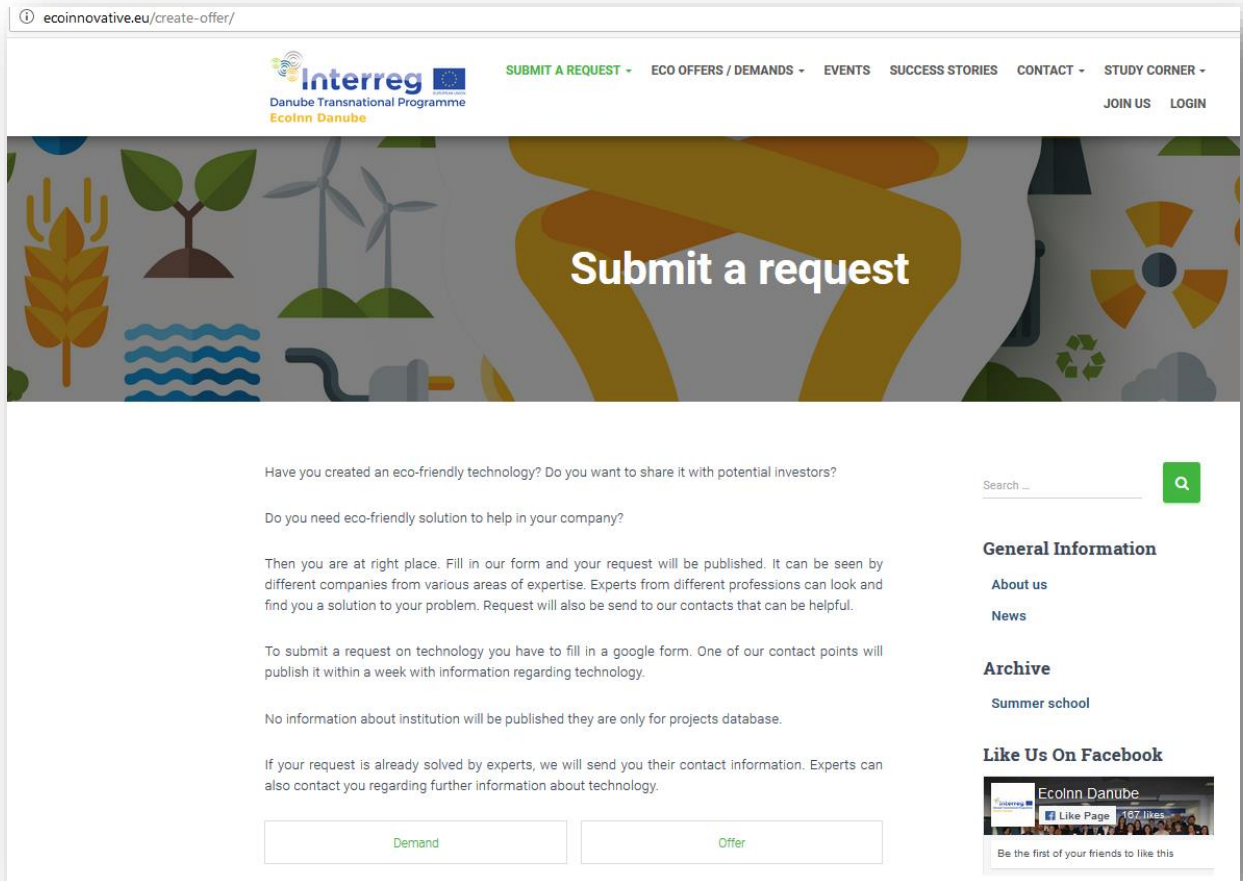 ecoinnovative.eu/create-offer/
Interreg
EUROPEAN UNION
Danube Transnational Programme
EcoInn Danube
SUBMIT A REQUEST
ECO OFFERS / DEMANDS
EVENTS
SUCCESS STORIES
CONTACT
STUDY CORNER
JOIN US
LOGIN
Submit a request
Have you created an eco-friendly technology? Do you want to share it with potential investors?
Do you need eco-friendly solution to help in your company?
Then you are at right place. Fill in our form and your request will be published. It can be seen by
different companies from various areas of expertise. Experts from different professions can look and
find you a solution to your problem. Request will also be send to our contacts that can be helpful.
To submit a request on technology you have to fill in a google form. One of our contact points will
publish it within a week with information regarding technology.
No information about institution will be published they are only for projects database.
If your request is already solved by experts, we will send you their contact information. Experts can
also contact you regarding further information about technology.
Demand
Offer
Search …
General Information
About us
News
Archive
Summer school
Like Us On Facebook
Interreg
EcoInn Danube
Like Page
167 likes
Be the first of your friends to like this